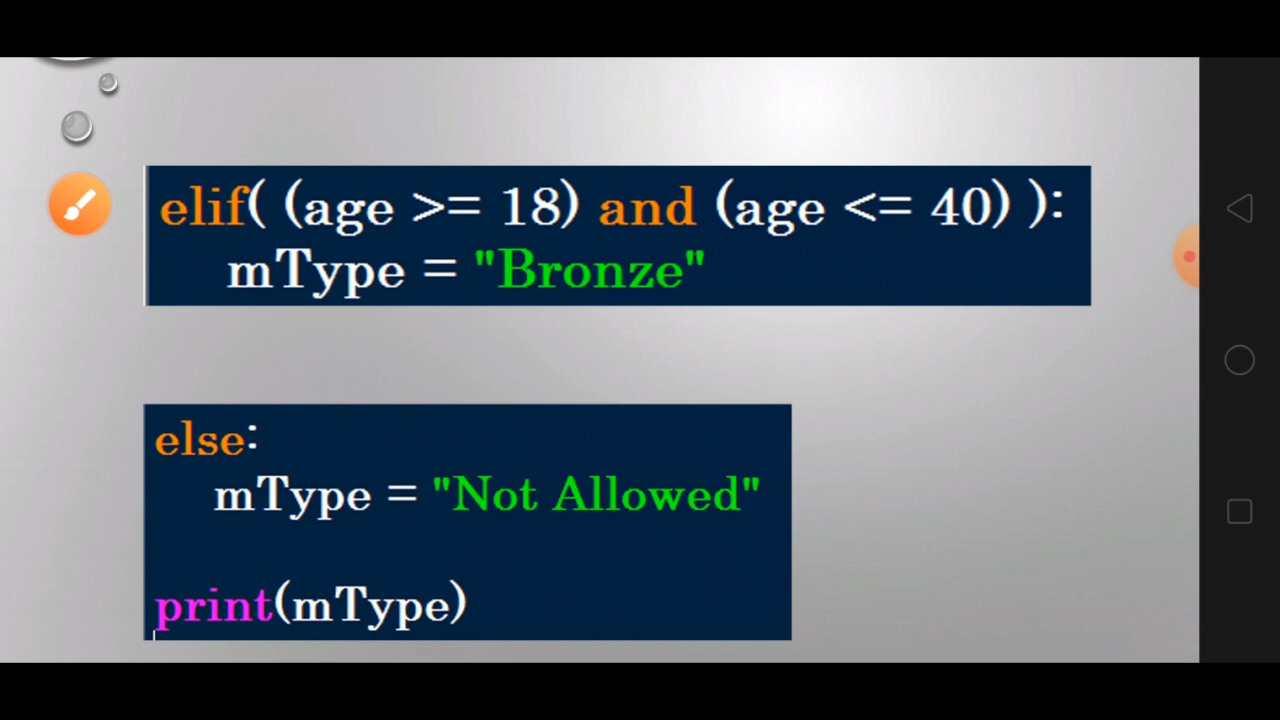 elif( (age >= 18) and (age <= 40) ):
mType = "Bronze"
else:
mType = "Not Allowed"
print(mType)